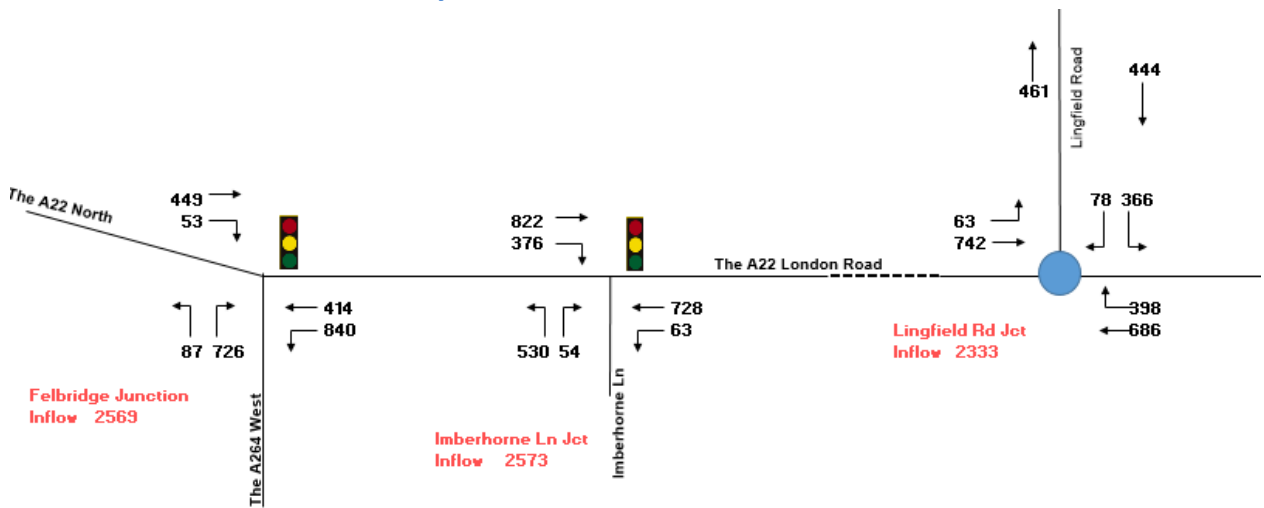 461
Lingfield Road
444
The A22 North
449
53
822
376
63
742
78 366
The A22 London Road
414
840
87 726
728
63
530 54
398
686
Lingfield Rd Jct
Inflow 2333
Felbridge Junction
Inflow 2569
The A264 West
Imberhorne Ln Jct
Inflow 2573
Imberhorne Ln